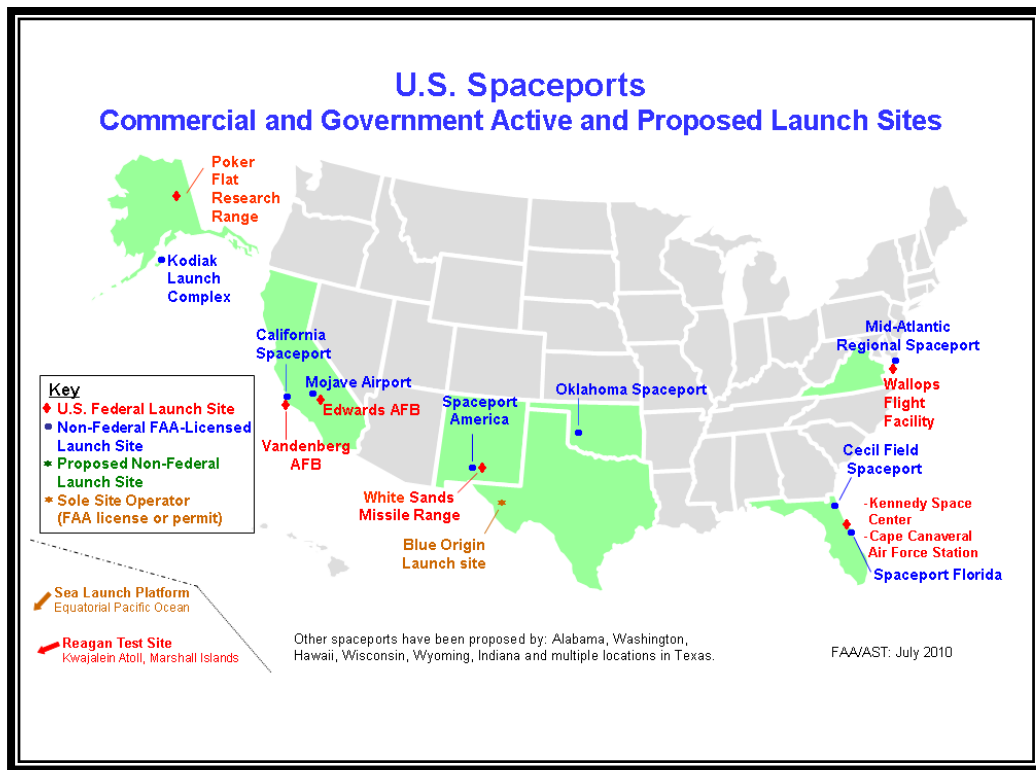 U.S. Spaceports
Commercial and Government Active and Proposed Launch Sites
Poker
Flat
Research
Range
Kodiak
Launch
Complex
California
Spaceport
Mojave Airport
Edwards AFB
Vandenberg
AFB
Spaceport
America
White Sands
Missile Range
Oklahoma Spaceport
Blue Origin
Launch site
Mid-Atlantic
Regional Spaceport
Wallops
Flight
Facility
Cecil Field
Spaceport
-Kennedy Space
Center
-Cape Canaveral
Air Force Station
Spaceport Florida
Key
U.S. Federal Launch Site
Non-Federal FAA-Licensed
Launch Site
Proposed Non-Federal
Launch Site
Sole Site Operator
(FAA license or permit)
Sea Launch Platform
Equatorial Pacific Ocean
Reagan Test Site
Kwajalein Atoll, Marshall Islands
Other spaceports have been proposed by: Alabama, Washington,
Hawaii, Wisconsin, Wyoming, Indiana and multiple locations in Texas.
FAA/AST: July 2010